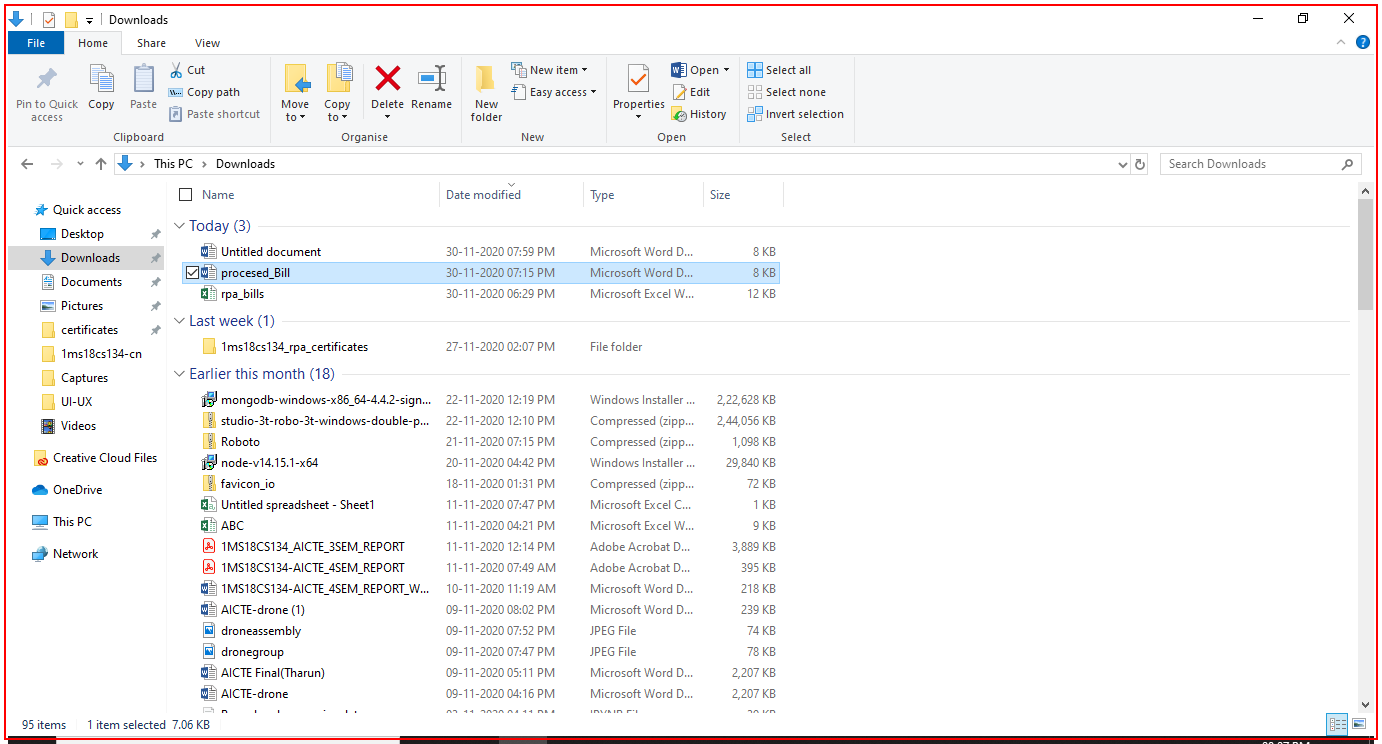 Downloads
File Home Share View
Pin to Quick access
Copy
Paste
Cut
Copy path
Paste shortcut
Clipboard
Move to
Copy to
Delete
Rename
Organise
New folder
New item
Easy access
New
Properties
Open
Edit
History
Open
Select all
Select none
Invert selection
Select
This PC > Downloads
Search Downloads
Quick access
Desktop
Downloads
Documents
Pictures
certificates
1ms18cs134-cn
Captures
UI-UX
Videos
Creative Cloud Files
OneDrive
This PC
Network
Name Date modified Type Size
Today (3)
Untitled document 30-11-2020 07:59 PM Microsoft Word D... 8 KB
procesed_Bill 30-11-2020 07:15 PM Microsoft Word D... 8 KB
rpa_bills 30-11-2020 06:29 PM Microsoft Excel W... 12 KB
Last week (1)
1ms18cs134_rpa_certificates 27-11-2020 02:07 PM File folder
Earlier this month (18)
mongodb-windows-x86_64-4.4.2-sign... 22-11-2020 12:19 PM Windows Installer ... 2,22,628 KB
studio-3t-robo-3t-windows-double-p... 22-11-2020 12:10 PM Compressed (zipp... 2,44,056 KB
Roboto 21-11-2020 07:15 PM Compressed (zipp... 1,098 KB
node-v14.15.1-x64 20-11-2020 04:42 PM Windows Installer ... 29,840 KB
favicon_io 18-11-2020 01:31 PM Compressed (zipp... 72 KB
Untitled spreadsheet - Sheet1 11-11-2020 07:47 PM Microsoft Excel C... 1 KB
ABC 11-11-2020 04:21 PM Microsoft Excel W... 9 KB
1MS18CS134_AICTE_3SEM_REPORT 11-11-2020 12:14 PM Adobe Acrobat D... 3,889 KB
1MS18CS134-AICTE_4SEM_REPORT 11-11-2020 07:49 AM Adobe Acrobat D... 395 KB
1MS18CS134-AICTE_4SEM_REPORT_W... 10-11-2020 11:19 AM Microsoft Word D... 218 KB
AICTE-drone (1) 09-11-2020 08:02 PM Microsoft Word D... 239 KB
droneassembly 09-11-2020 07:52 PM JPEG File 74 KB
dronegroup 09-11-2020 07:47 PM JPEG File 78 KB
AICTE Final(Tharun) 09-11-2020 05:11 PM Microsoft Word D... 2,207 KB
AICTE-drone 09-11-2020 04:16 PM Microsoft Word D... 2,207 KB
95 items 1 item selected 7.06 KB